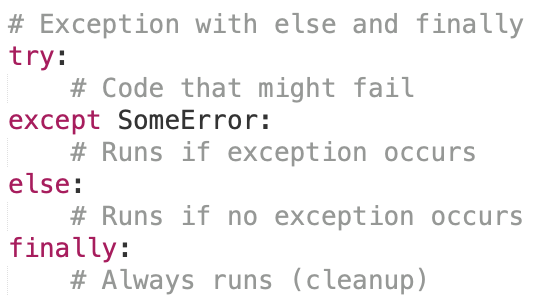 # Exception with else and finally
try:
    # Code that might fail
except SomeError:
    # Runs if exception occurs
else:
    # Runs if no exception occurs
finally:
    # Always runs (cleanup)